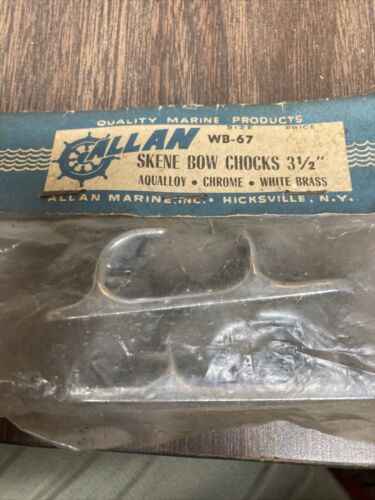 QUALITY MARINE PRODUCTS
SIZE PRICE
ALLAN WB-67
SKENE BOW CHOCKS 3½"
AQUALLOY · CHROME · WHITE BRASS
ALLAN MARINE, INC. · HICKSVILLE, N.Y.